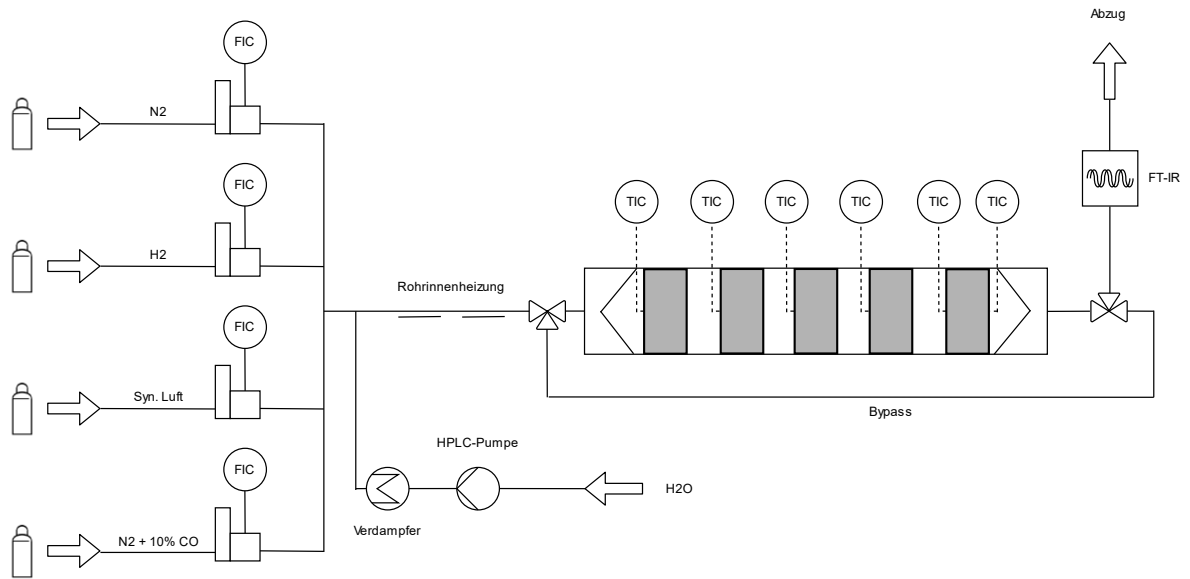 Abzug
FIC
N2
FT-IR
FIC
TIC
TIC
TIC
TIC
TIC
TIC
H2
Rohrinnenheizung
FIC
Syn. Luft
Bypass
HPLC-Pumpe
FIC
H2O
Verdampfer
N2 + 10% CO